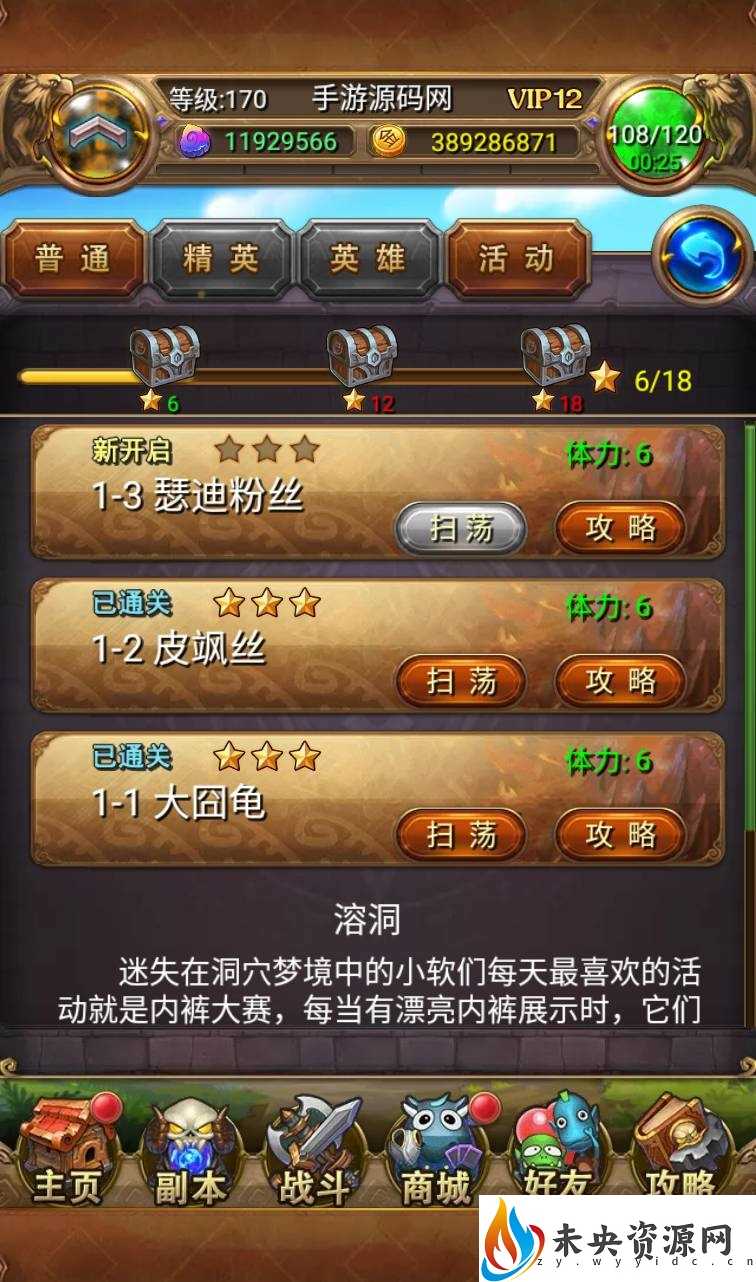 等级:170 手游源码网 VIP12
11929566 389286871 108/120
00:25
普通 精英 英雄 活动
6/18
6 12 18
新开启 体力:6
1-3 瑟迪粉丝
扫荡 攻略
已通关 体力:6
1-2 皮飒丝
扫荡 攻略
已通关 体力:6
1-1 大囧龟
扫荡 攻略
溶洞
迷失在洞穴梦境中的小软们每天最喜欢的活
动就是内裤大赛，每当有漂亮内裤展示时，它们
主页 副本 战斗 商城 好友 攻略
未央资源网
zy.wyyidc.cn